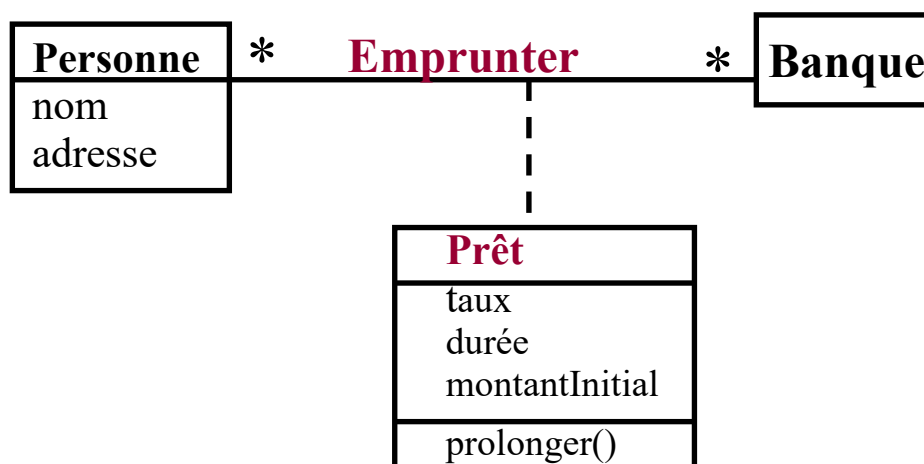 Personne
* Emprunter *
Banque
nom
adresse
Prêt
taux
durée
montantInitial
prolonger()